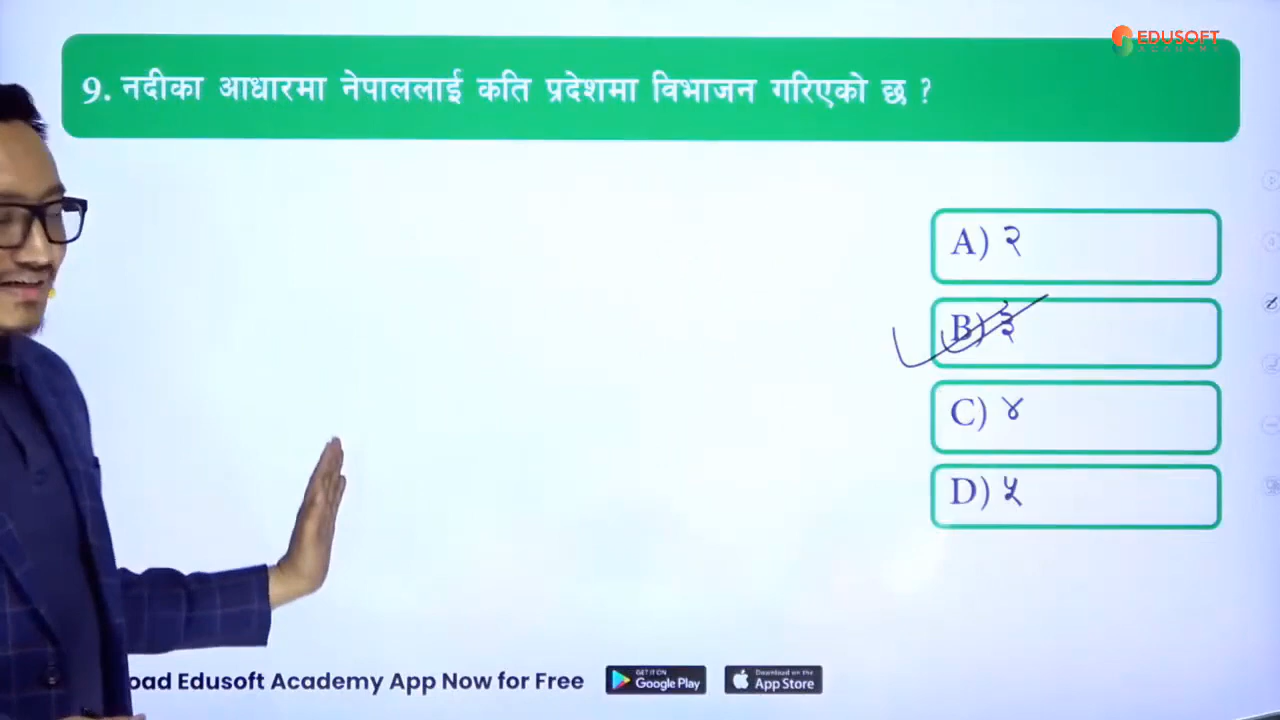 EDUSOFT
ACADEMY
9. नदीका आधारमा नेपाललाई कति प्रदेशमा विभाजन गरिएको छ ?
A) २
B) ३
C) ४
D) ५
oad Edusoft Academy App Now for Free
GET IT ON
Google Play
Download on the
App Store